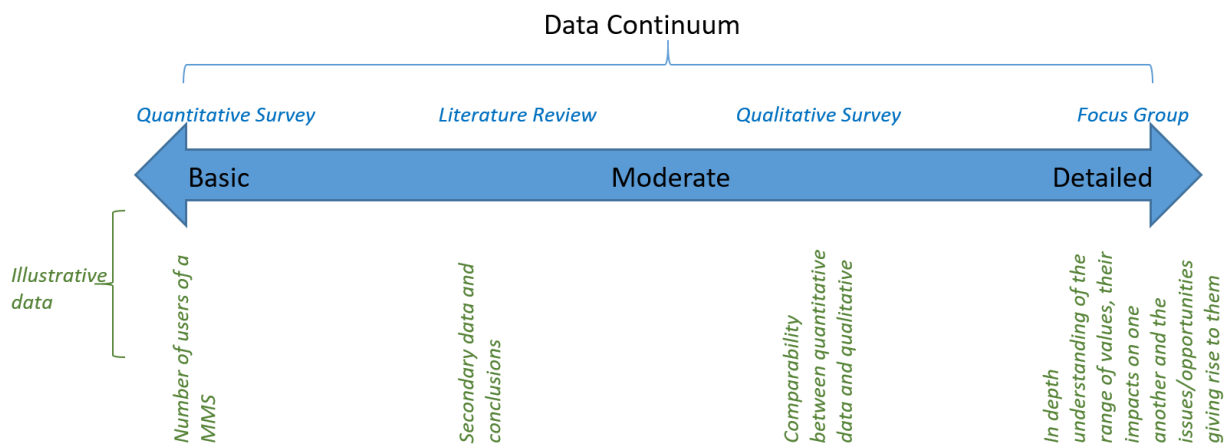 Data Continuum
Quantitative Survey
Literature Review
Qualitative Survey
Focus Group
Basic
Moderate
Detailed
Illustrative
data
Number of users of a
MMS
Secondary data and
conclusions
Comparability
between quantitative
data and qualitative
In depth
understanding of the
range of values, their
impacts on one
another and the
issues/opportunities
giving rise to them